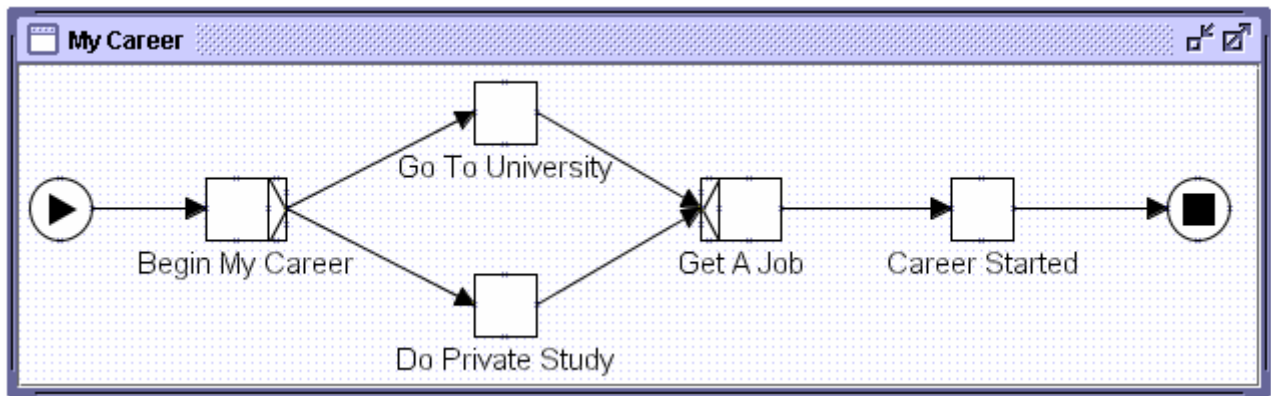 My Career
Go To University
Begin My Career
Get A Job
Career Started
Do Private Study